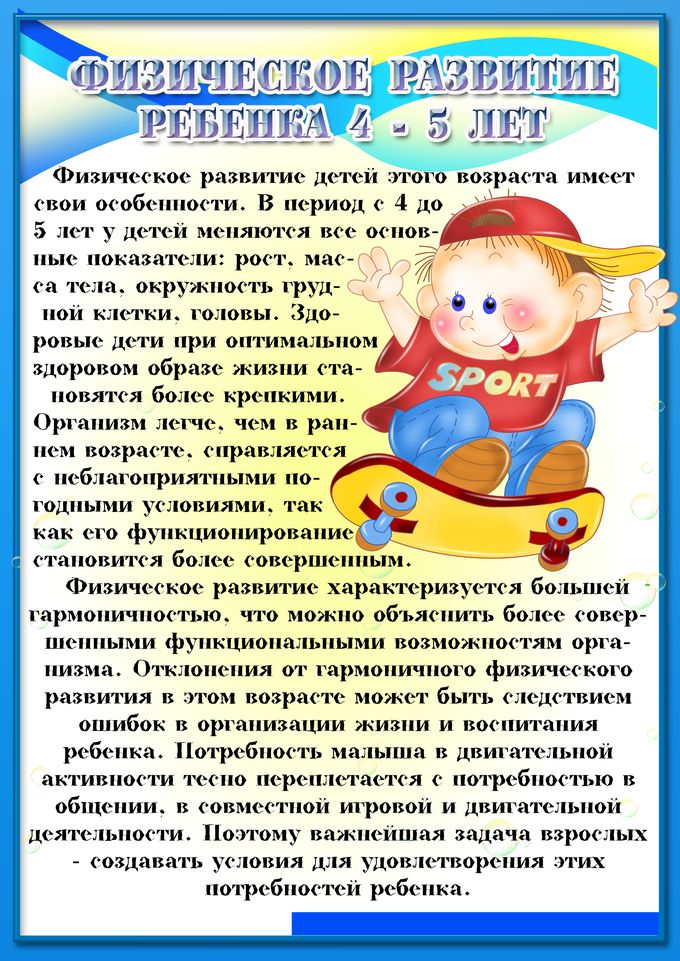 ФИЗИЧЕСКОЕ РАЗВИТИЕ
РЕБЕНКА 4 - 5 ЛЕТ
Физическое развитие детей этого возраста имеет
свои особенности. В период с 4 до
5 лет у детей меняются все основ-
ные показатели: рост, мас-
са тела, окружность груд-
ной клетки, головы. Здо-
ровые дети при оптимальном
здоровом образе жизни ста-
новятся более крепкими.
Организм легче, чем в ран-
нем возрасте, справляется
с неблагоприятными по-
годными условиями, так
как его функционирование
становится более совершенным.
SPORT
Физическое развитие характеризуется большей
гармоничностью, что можно объяснить более совер-
шенными функциональными возможностям орга-
низма. Отклонения от гармоничного физического
развития в этом возрасте может быть следствием
ошибок в организации жизни и воспитания
ребенка. Потребность малыша в двигательной
активности тесно переплетается с потребностью в
общении, в совместной игровой и двигательной
деятельности. Поэтому важнейшая задача взрослых
- создавать условия для удовлетворения этих
потребностей ребенка.